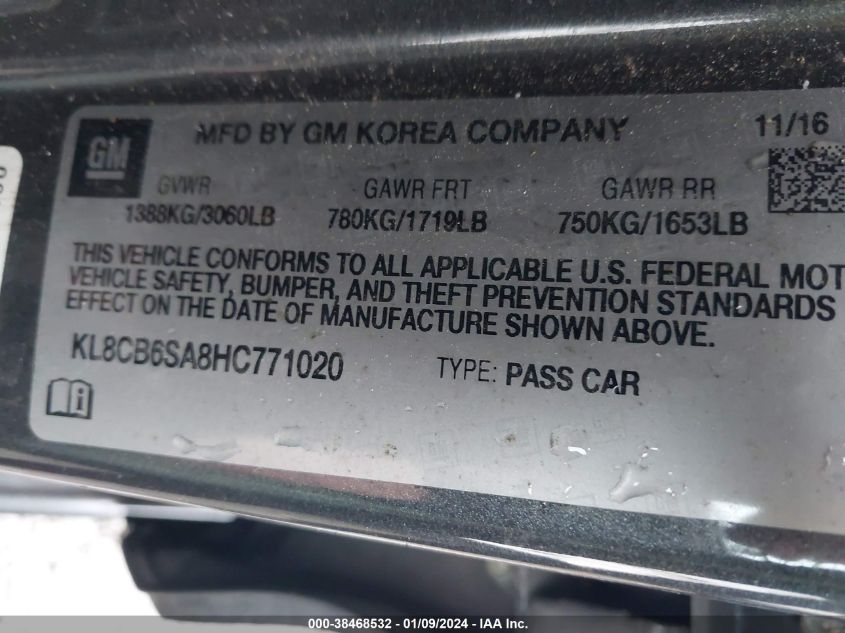 GM
MFD BY GM KOREA COMPANY
11/16
GVWR
GAWR FRT
GAWR RR
1388KG/3060LB
780KG/1719LB
750KG/1653LB
THIS VEHICLE CONFORMS TO ALL APPLICABLE U.S. FEDERAL MOT
VEHICLE SAFETY, BUMPER, AND THEFT PREVENTION STANDARDS
EFFECT ON THE DATE OF MANUFACTURE SHOWN ABOVE.
KL8CB6SA8HC771020
TYPE: PASS CAR
000-38468532 - 01/09/2024 - IAA Inc.